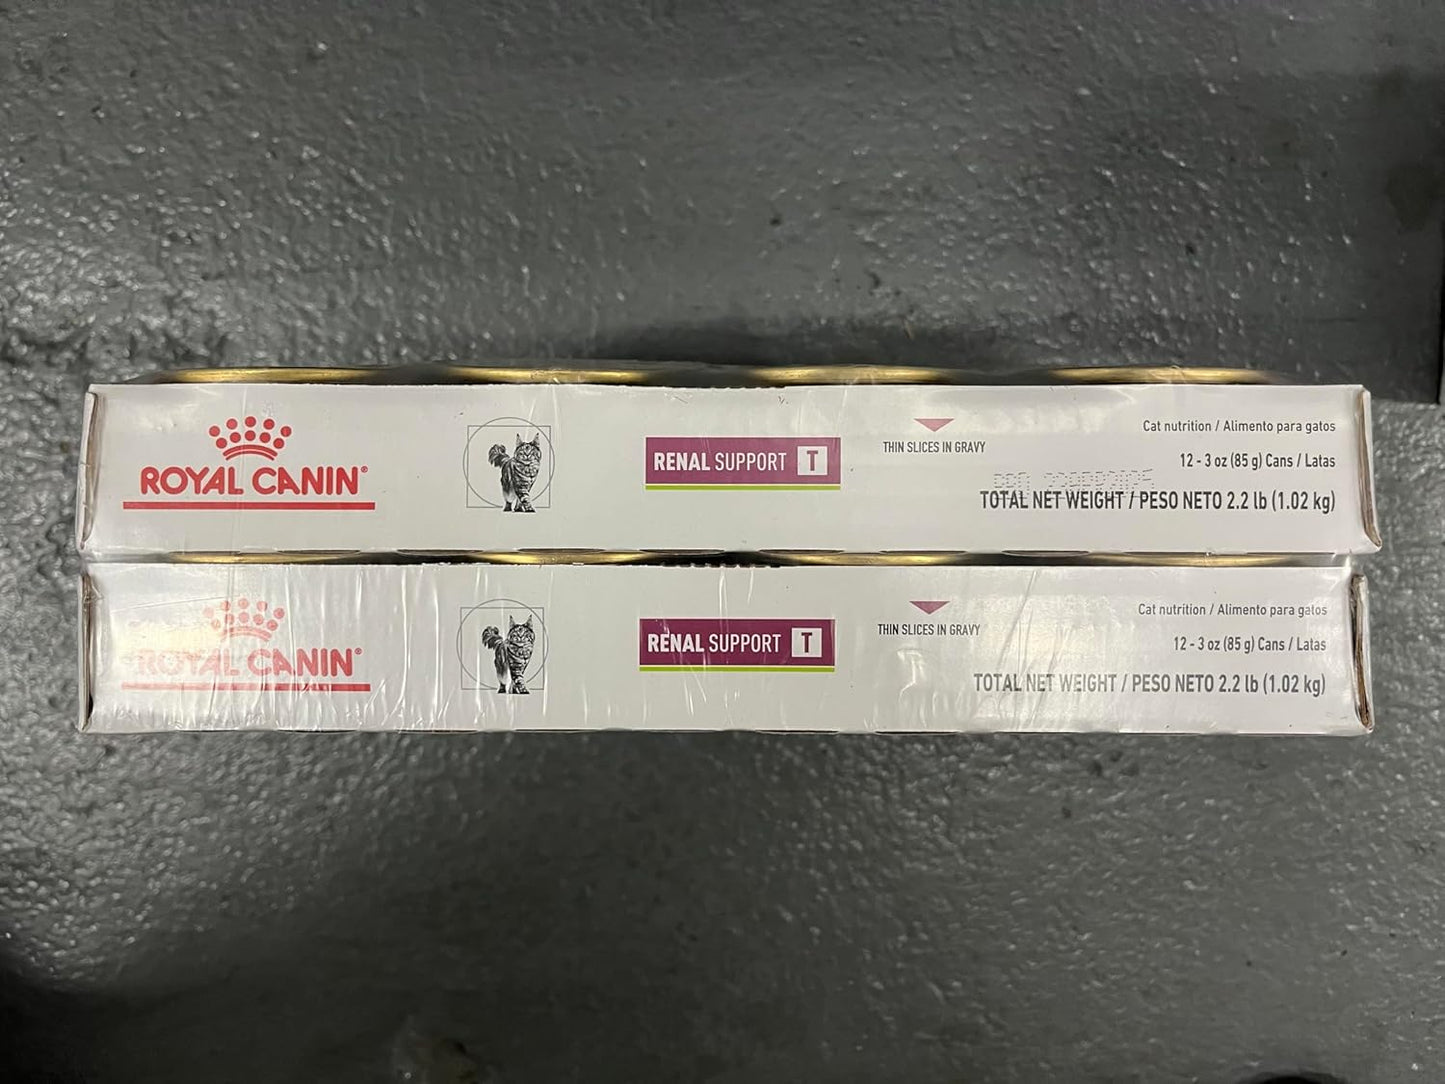 ROYAL CANIN®
RENAL SUPPORT T
THIN SLICES IN GRAVY
Cat nutrition / Alimento para gatos
12 - 3 oz (85 g) Cans / Latas
TOTAL NET WEIGHT / PESO NETO 2.2 lb (1.02 kg)
ROYAL CANIN®
RENAL SUPPORT T
THIN SLICES IN GRAVY
Cat nutrition / Alimento para gatos
12 - 3 oz (85 g) Cans / Latas
TOTAL NET WEIGHT / PESO NETO 2.2 lb (1.02 kg)